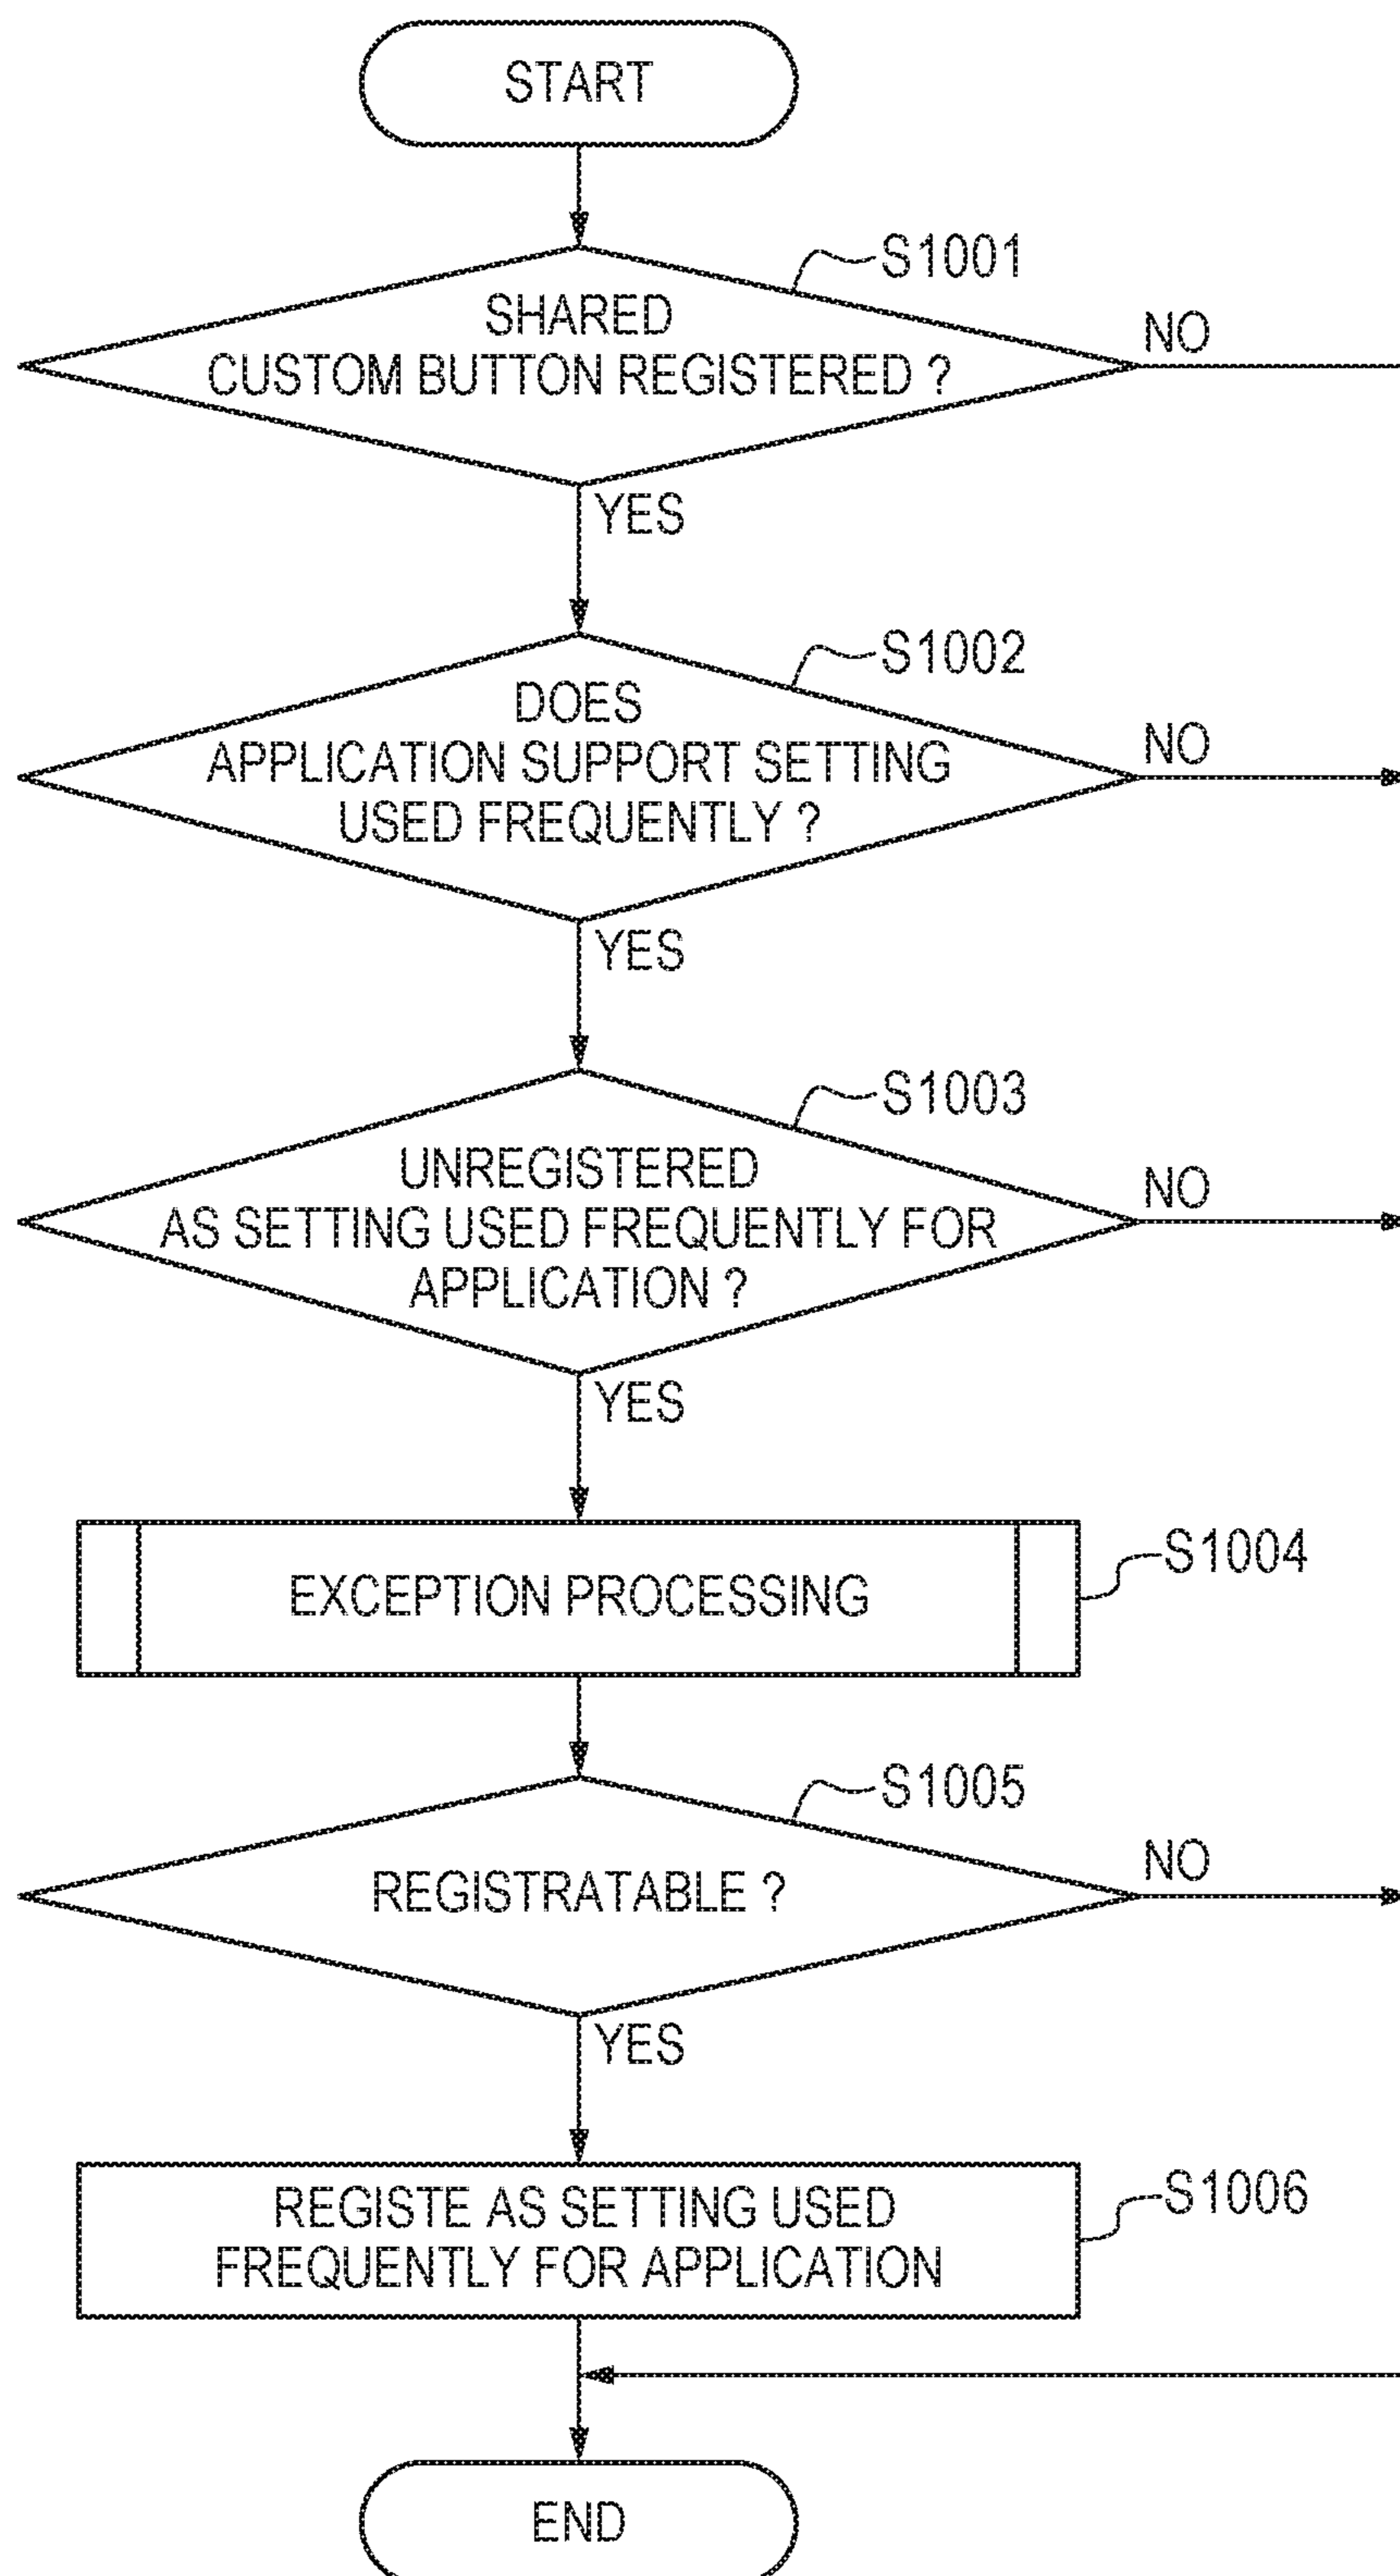 START
S1001
SHARED
CUSTOM BUTTON REGISTERED ?
NO
YES
S1002
DOES
APPLICATION SUPPORT SETTING
USED FREQUENTLY ?
NO
YES
S1003
UNREGISTERED
AS SETTING USED FREQUENTLY FOR
APPLICATION ?
NO
YES
EXCEPTION PROCESSING
S1004
S1005
REGISTRATABLE ?
NO
YES
REGISTE AS SETTING USED
FREQUENTLY FOR APPLICATION
S1006
END